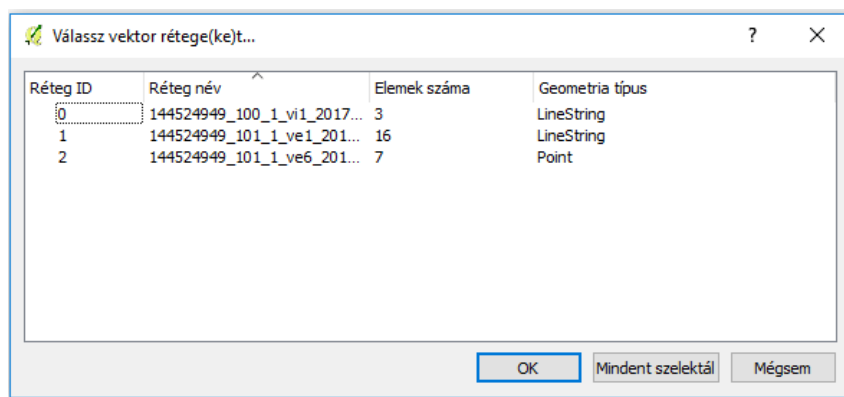 Válassz vektor rétege(ke)t...
Réteg ID Réteg név Elemek száma Geometria típus
0 144524949_100_1_vi1_2017... 3 LineString
1 144524949_101_1_ve1_201... 16 LineString
2 144524949_101_1_ve6_201... 7 Point
OK Mindent szelektál Mégsem